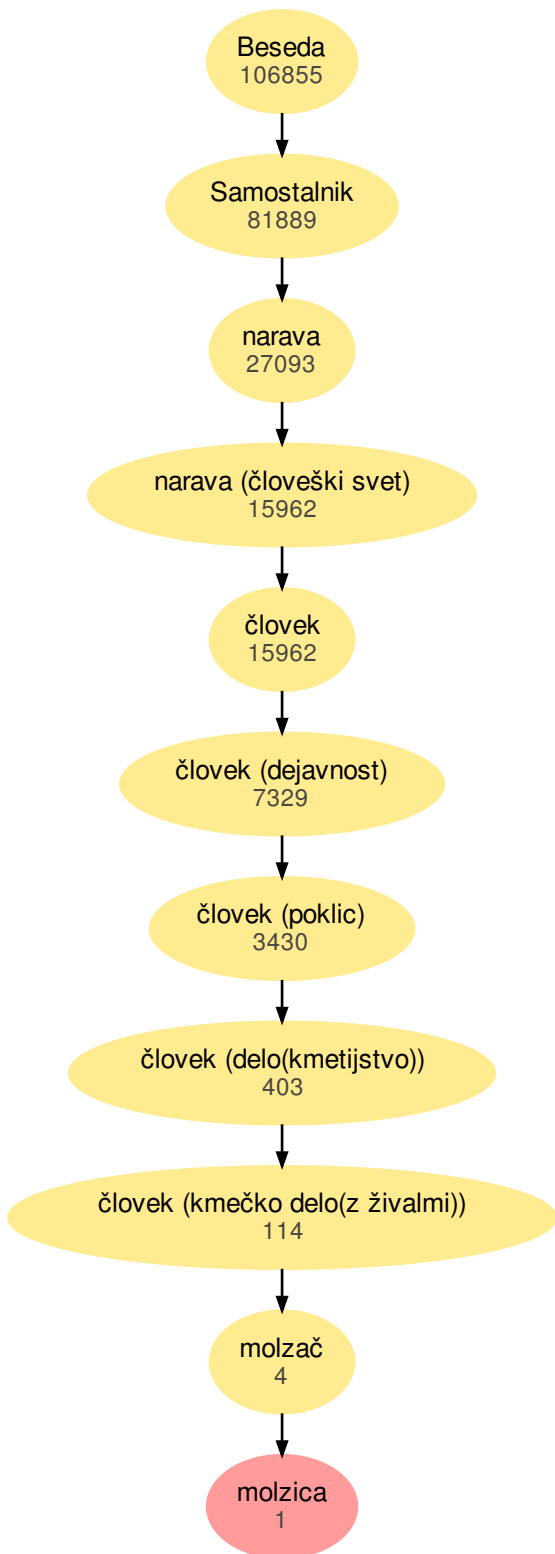 Beseda
106855
Samostalnik
81889
narava
27093
narava (človeški svet)
15962
človek
15962
človek (dejavnost)
7329
človek (poklic)
3430
človek (delo(kmetijstvo))
403
človek (kmečko delo(z živalmi))
114
molzač
4
molzica
1